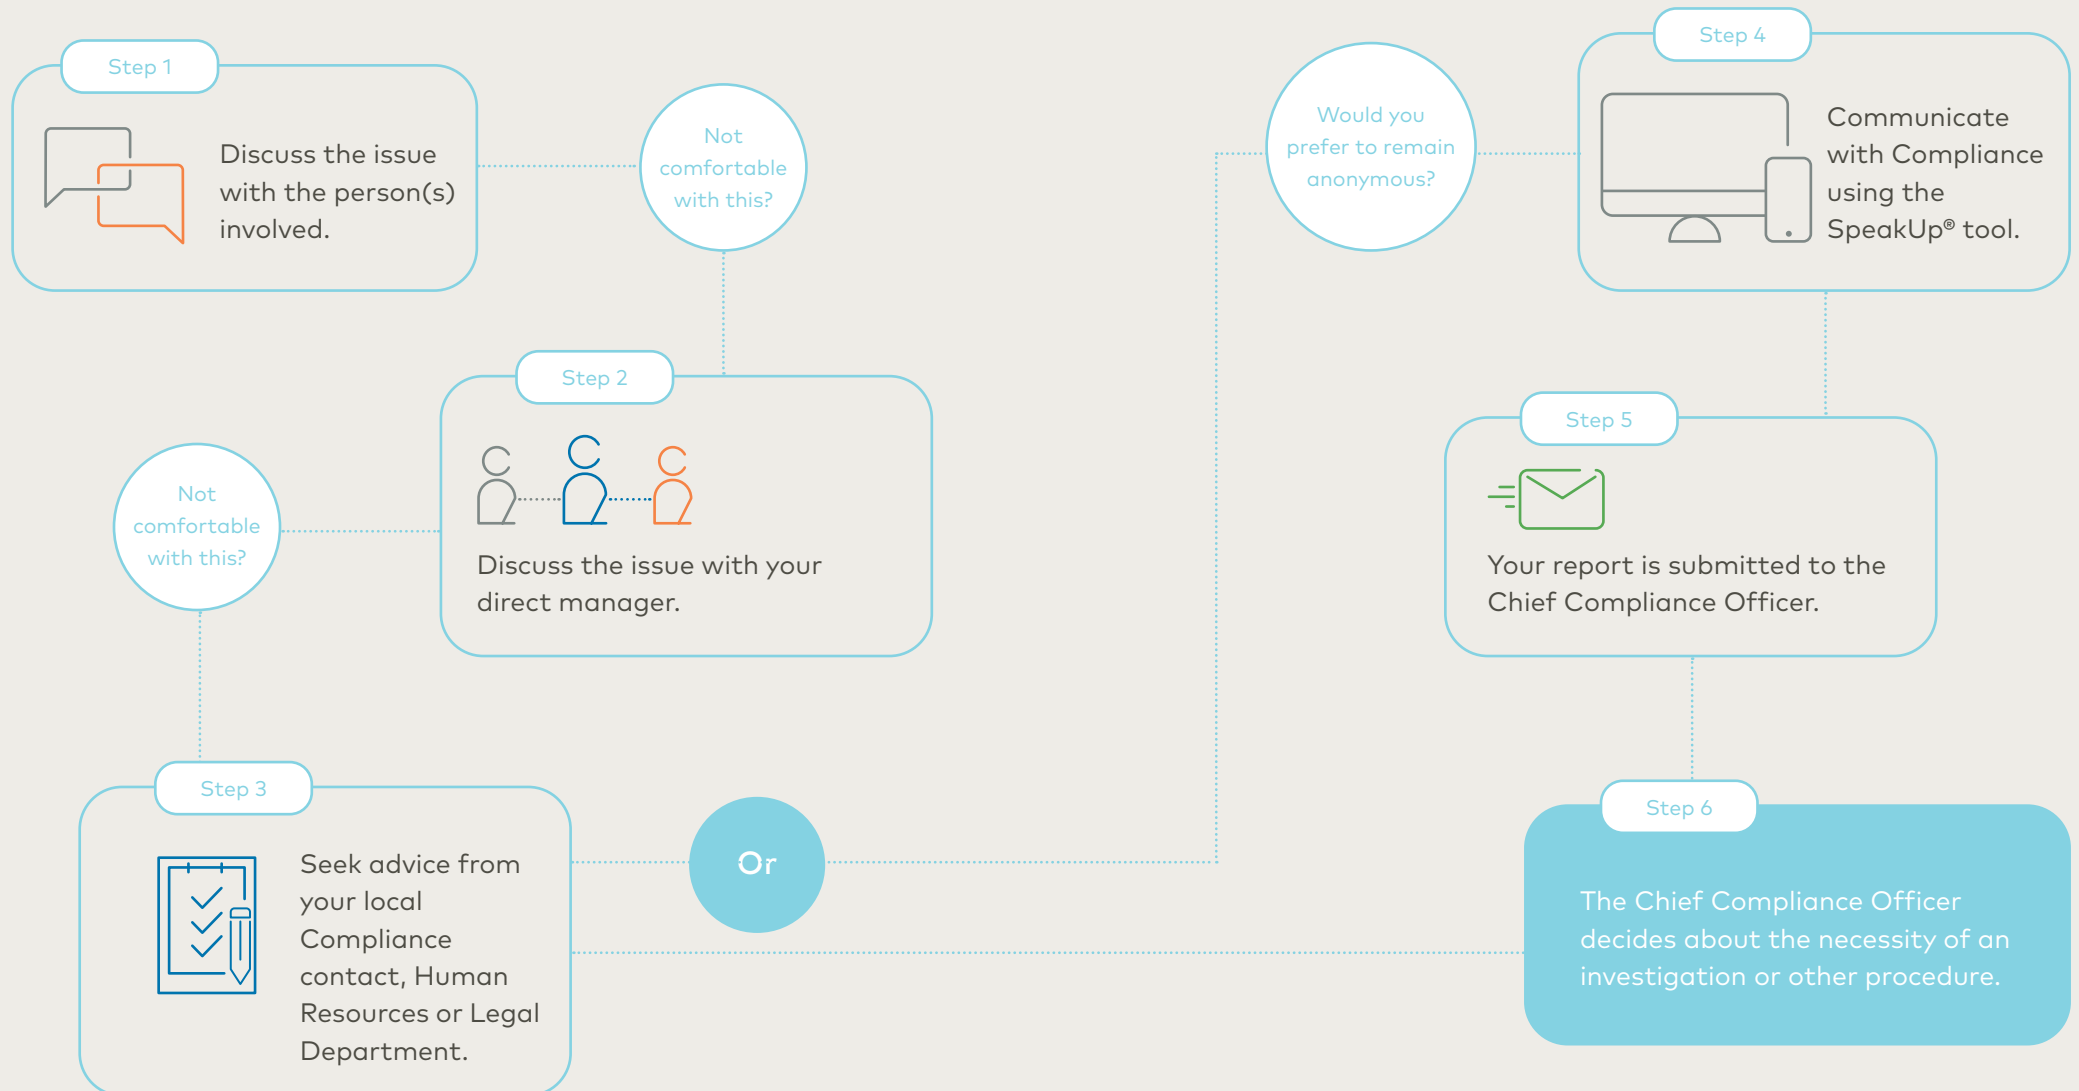 Step 1
Discuss the issue
with the person(s)
involved.
Not
comfortable
with this?
Step 2
Discuss the issue with your
direct manager.
Not
comfortable
with this?
Step 3
Seek advice from
your local
Compliance
contact, Human
Resources or Legal
Department.
Or
Would you
prefer to remain
anonymous?
Step 4
Communicate
with Compliance
using the
SpeakUp® tool.
Step 5
Your report is submitted to the
Chief Compliance Officer.
Step 6
The Chief Compliance Officer
decides about the necessity of an
investigation or other procedure.